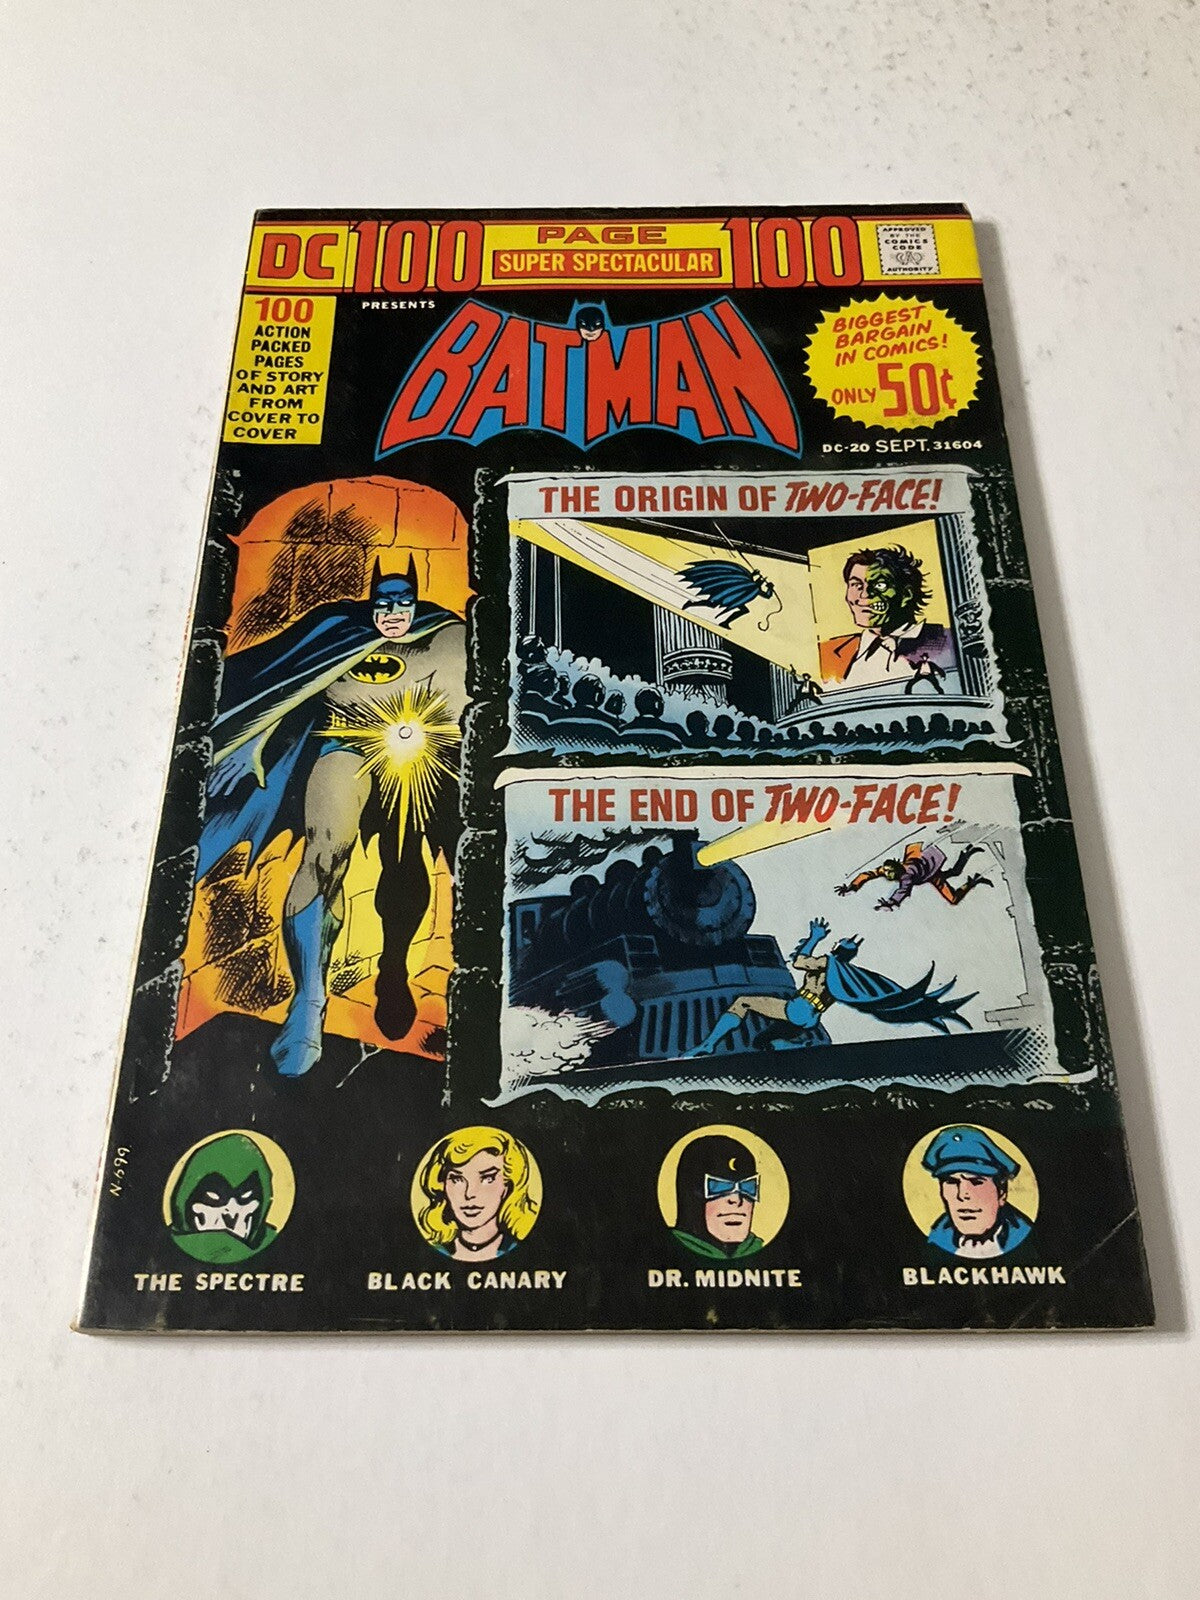 DC
100
PAGE
SUPER SPECTACULAR
100
APPROVED
BY THE
COMICS
CODE
AUTHORITY
100
ACTION
PACKED
PAGES
OF STORY
AND ART
FROM
COVER TO
COVER
PRESENTS
BATMAN
BIGGEST
BARGAIN
IN COMICS!
ONLY 50¢
DC-20 SEPT. 31604
THE ORIGIN OF TWO-FACE!
THE END OF TWO-FACE!
N-699
THE SPECTRE
BLACK CANARY
DR. MIDNITE
BLACKHAWK